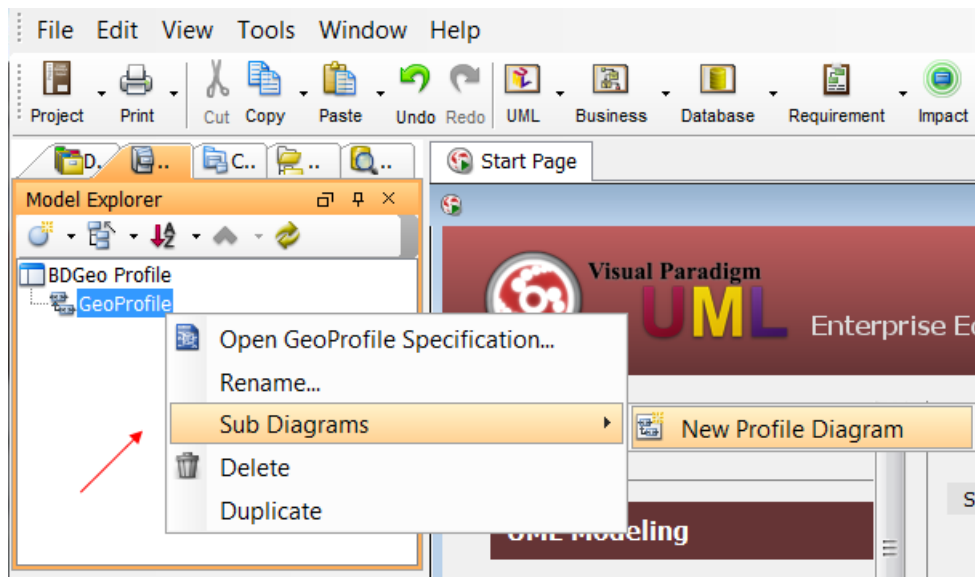 File Edit View Tools Window Help
Project Print Cut Copy Paste Undo Redo UML Business Database Requirement Impact
D.. .. C.. .. ..
Start Page
Model Explorer
BDGeo Profile
GeoProfile
Visual Paradigm
UML Enterprise
Open GeoProfile Specification...
Rename...
Sub Diagrams
New Profile Diagram
Delete
Duplicate
UML Modeling
S